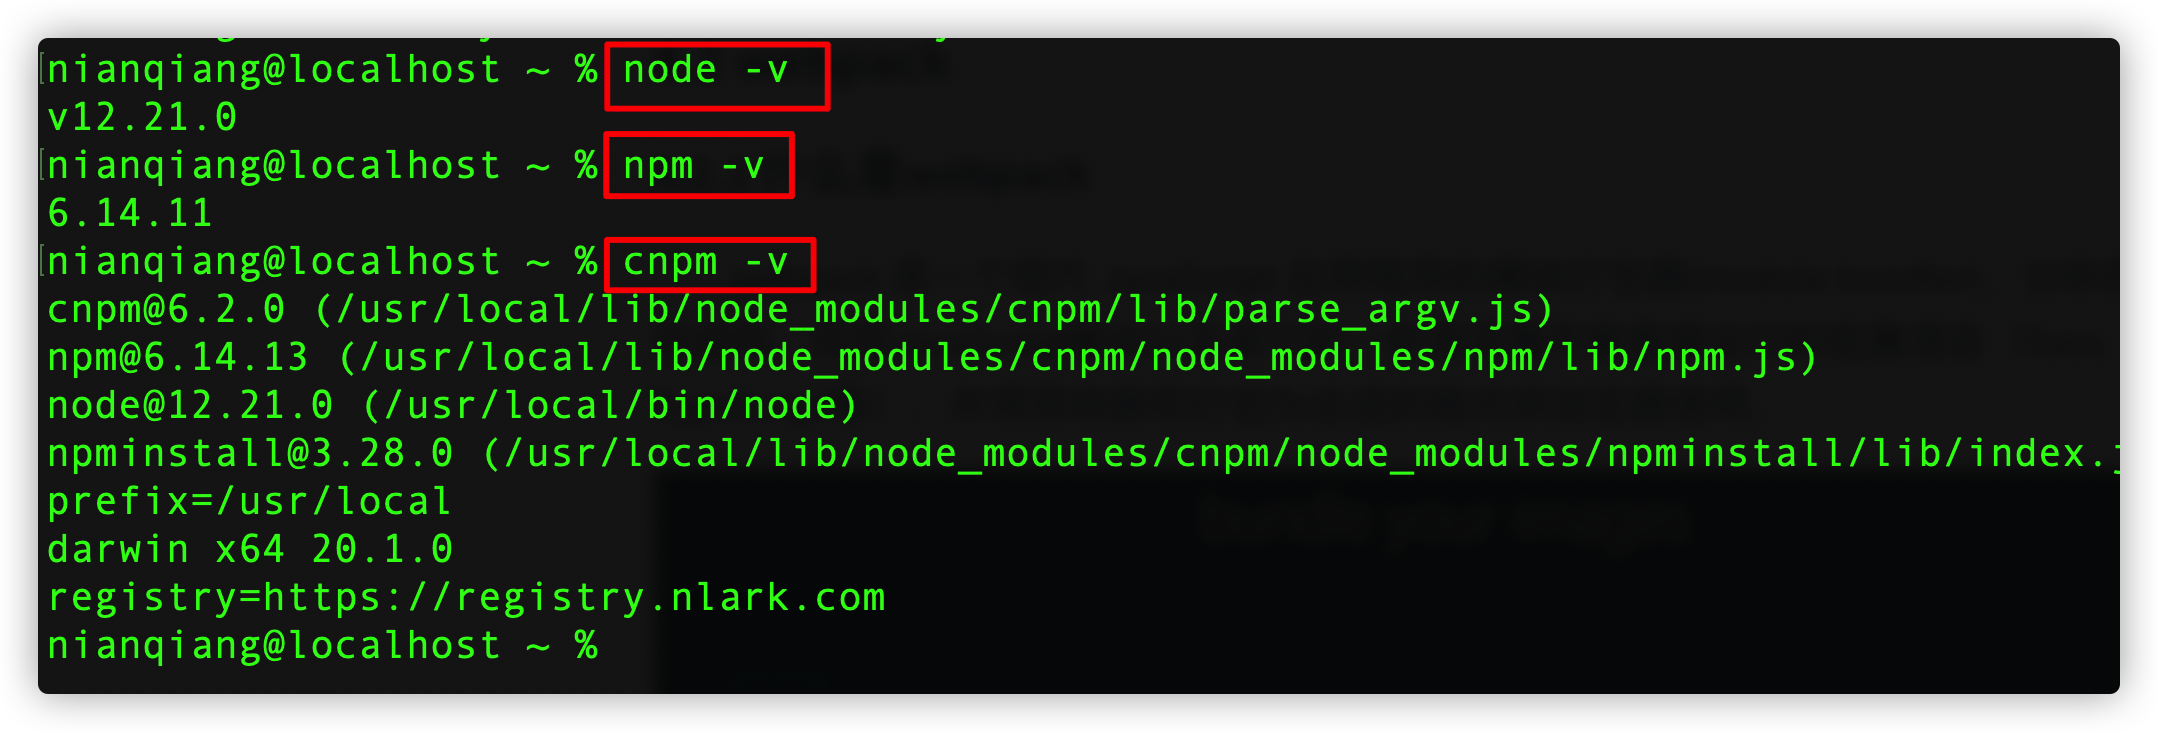 nianqiang@localhost ~ % node -v
v12.21.0
nianqiang@localhost ~ % npm -v
6.14.11
nianqiang@localhost ~ % cnpm -v
cnpm@6.2.0 (/usr/local/lib/node_modules/cnpm/lib/parse_argv.js)
npm@6.14.13 (/usr/local/lib/node_modules/cnpm/node_modules/npm/lib/npm.js)
node@12.21.0 (/usr/local/bin/node)
npminstall@3.28.0 (/usr/local/lib/node_modules/cnpm/node_modules/npminstall/lib/index.j
prefix=/usr/local
darwin x64 20.1.0
registry=https://registry.nlark.com
nianqiang@localhost ~ %